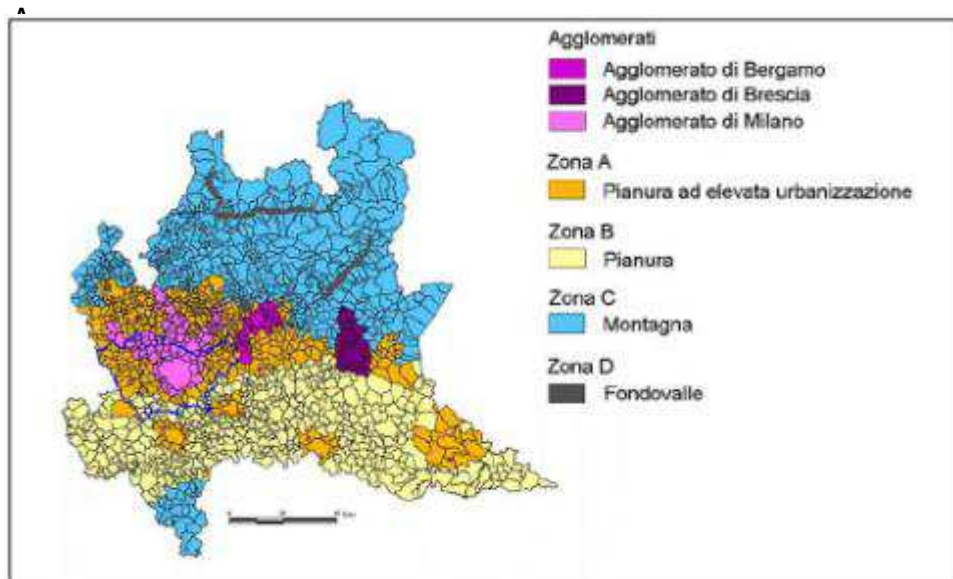 Agglomerati
Agglomerato di Bergamo
Agglomerato di Brescia
Agglomerato di Milano
Zona A
Pianura ad elevata urbanizzazione
Zona B
Pianura
Zona C
Montagna
Zona D
Fondovalle